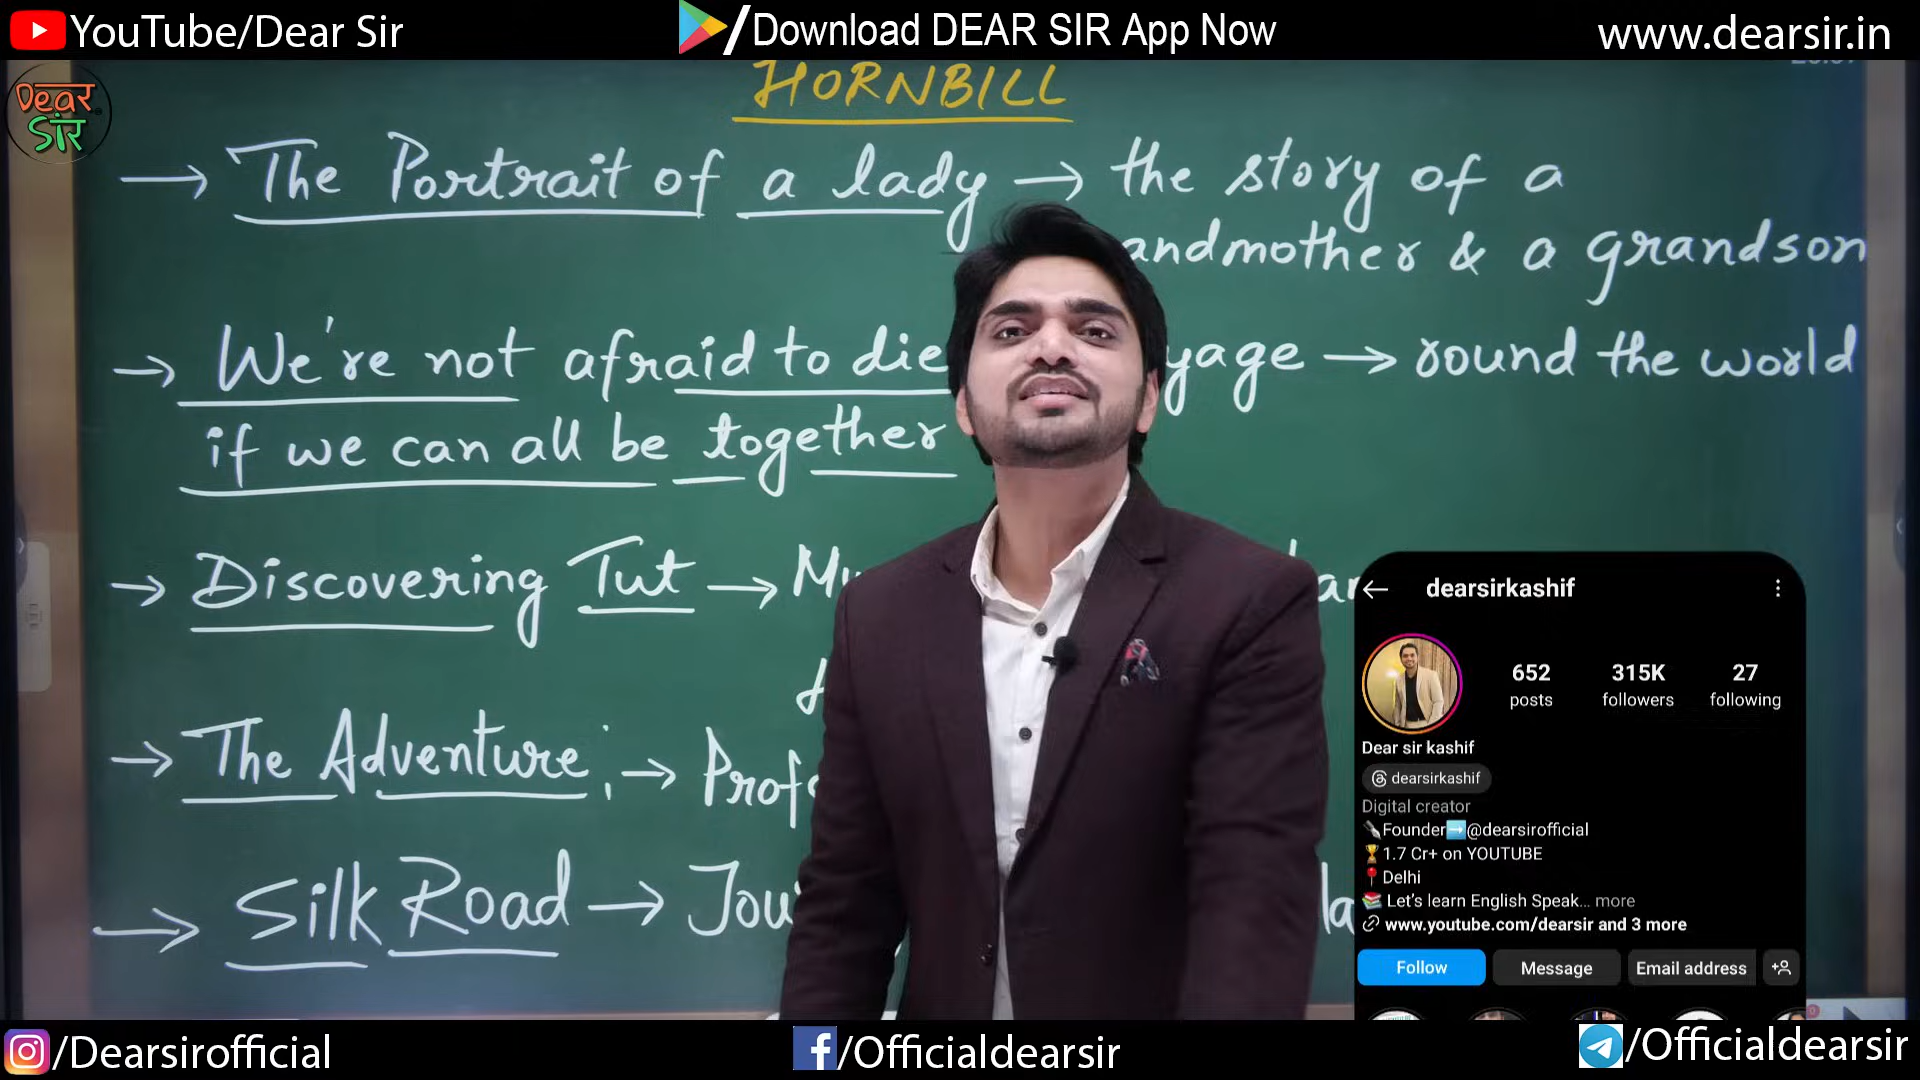 YouTube/Dear Sir
/Download DEAR SIR App Now
www.dearsir.in
Dear
Sir
HORNBILL
→ The Portrait of a lady → the story of a
& a grandson
→ We're not afraid to die → round the world
if we can all be together
→ Discovering Tut →
→ The Adventure; →
→ Silk Road →
dearsirkashif
652 315K 27
posts followers following
Dear sir kashif
dearsirkashif
Digital creator
Founder➡@dearsirofficial
1.7 Cr+ on YOUTUBE
Delhi
Let's learn English Speak... more
www.youtube.com/dearsir and 3 more
Follow Message Email address
/Dearsirofficial
/Officialdearsir
/Officialdearsir